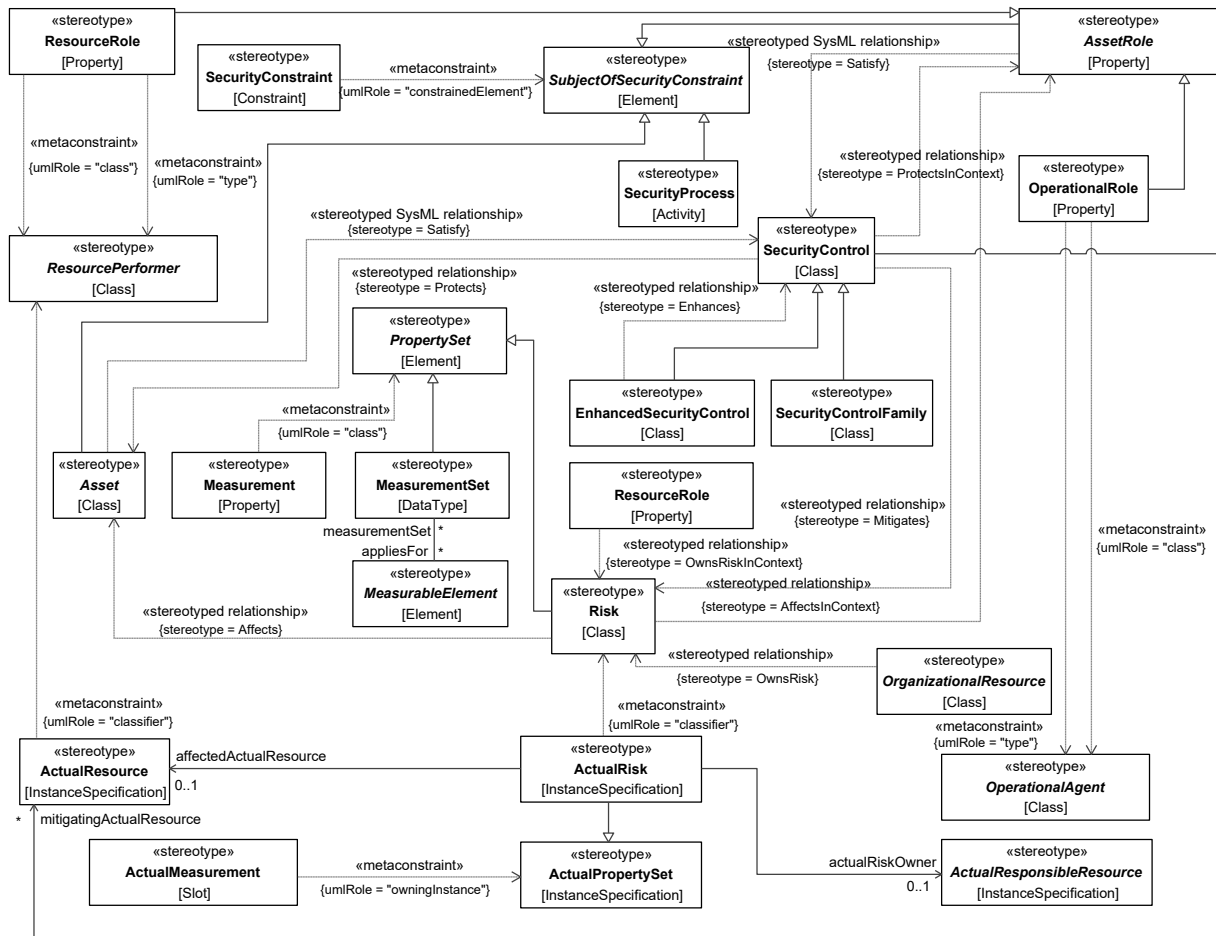 «stereotype»
ResourceRole
[Property]
«stereotype»
SecurityConstraint
[Constraint]
«metaconstraint»
{umlRole = "constrainedElement"}
«stereotype»
SubjectOfSecurityConstraint
[Element]
«stereotyped SysML relationship»
{stereotype = Satisfy}
«stereotype»
AssetRole
[Property]
«metaconstraint»
{umlRole = "class"}
«metaconstraint»
{umlRole = "type"}
«stereotype»
SecurityProcess
[Activity]
«stereotyped relationship»
{stereotype = ProtectsInContext}
«stereotype»
OperationalRole
[Property]
«stereotype»
ResourcePerformer
[Class]
«stereotyped SysML relationship»
{stereotype = Satisfy}
«stereotype»
SecurityControl
[Class]
«stereotyped relationship»
{stereotype = Protects}
«stereotyped relationship»
{stereotype = Enhances}
«stereotype»
PropertySet
[Element]
«stereotype»
EnhancedSecurityControl
[Class]
«stereotype»
SecurityControlFamily
[Class]
«metaconstraint»
{umlRole = "class"}
«stereotype»
Asset
[Class]
«stereotype»
Measurement
[Property]
«stereotype»
MeasurementSet
[DataType]
«stereotype»
ResourceRole
[Property]
«stereotyped relationship»
{stereotype = Mitigates}
measurementSet
*
appliesFor
*
«stereotyped relationship»
{stereotype = OwnsRiskInContext}
«metaconstraint»
{umlRole = "class"}
«stereotype»
MeasurableElement
[Element]
«stereotype»
Risk
[Class]
«stereotyped relationship»
{stereotype = AffectsInContext}
«stereotyped relationship»
{stereotype = Affects}
«stereotyped relationship»
{stereotype = OwnsRisk}
«stereotype»
OrganizationalResource
[Class]
«metaconstraint»
{umlRole = "classifier"}
«metaconstraint»
{umlRole = "classifier"}
«metaconstraint»
{umlRole = "type"}
«stereotype»
ActualResource
[InstanceSpecification]
affectedActualResource
0..1
«stereotype»
ActualRisk
[InstanceSpecification]
«stereotype»
OperationalAgent
[Class]
*
mitigatingActualResource
«stereotype»
ActualMeasurement
[Slot]
«metaconstraint»
{umlRole = "owningInstance"}
«stereotype»
ActualPropertySet
[InstanceSpecification]
actualRiskOwner
0..1
«stereotype»
ActualResponsibleResource
[InstanceSpecification]